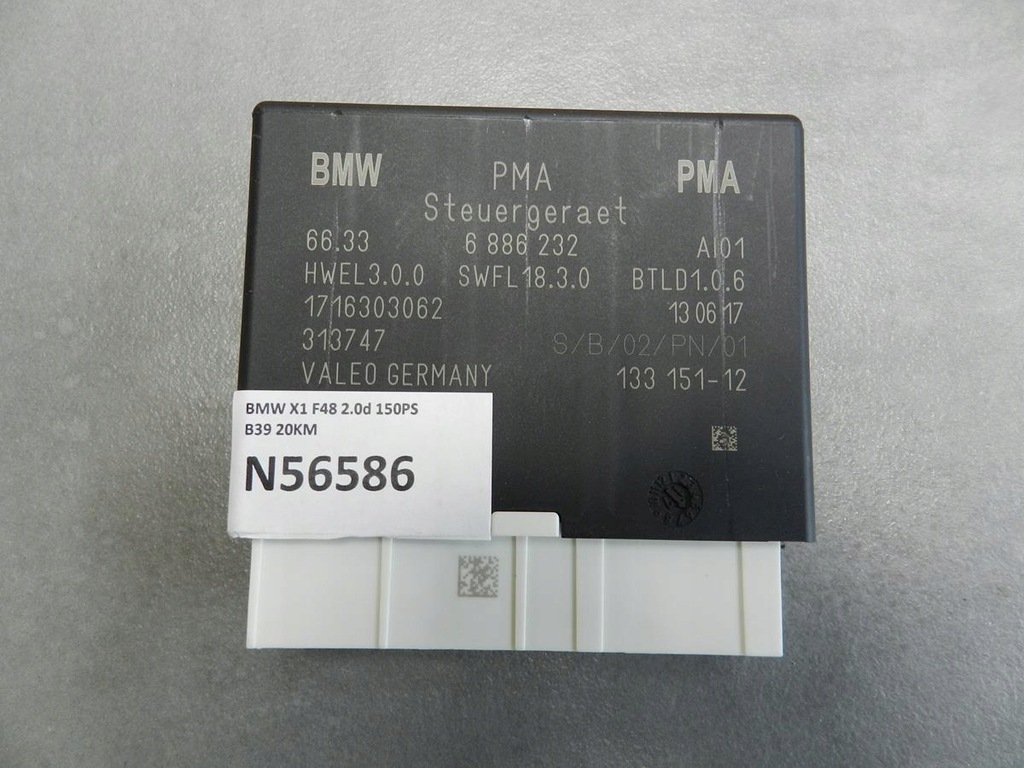 BMW PMA PMA
Steuergeraet
66.33 6 886 232 AI01
HWEL3.0.0 SWFL18.3.0 BTLD1.0.6
1716303062 13 06 17
313747 S/B/02/PN/01
VALEO GERMANY 133 151-12
BMW X1 F48 2.0d 150PS
B39 20KM
N56586